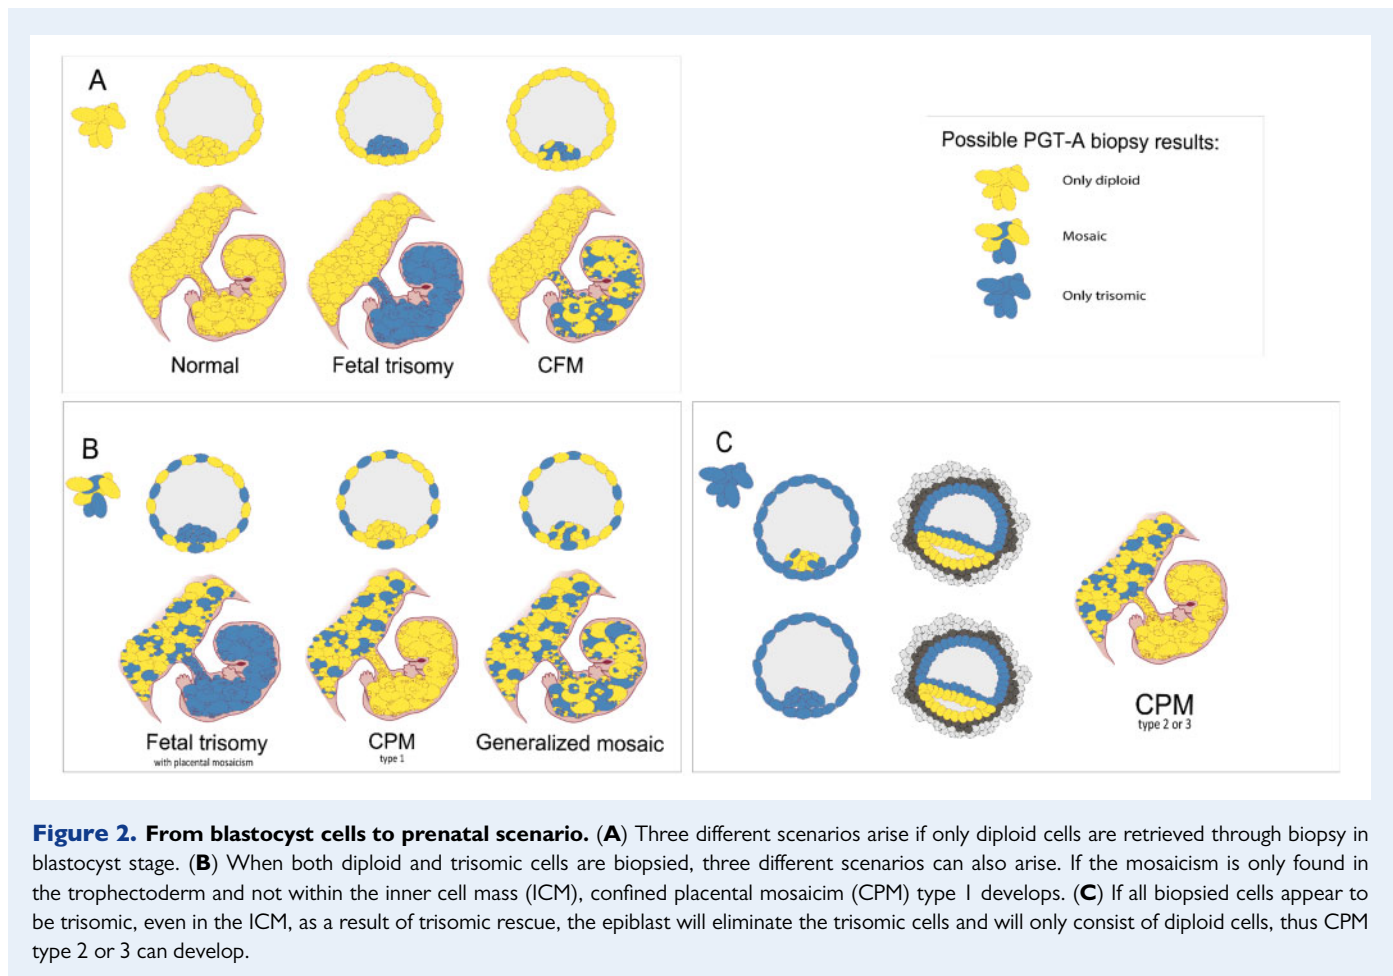 A
Normal
Fetal trisomy
CFM
Possible PGT-A biopsy results:
Only diploid
Mosaic
Only trisomic
B
Fetal trisomy
with placental mosaicism
CPM
type 1
Generalized mosaic
C
CPM
type 2 or 3
Figure 2. From blastocyst cells to prenatal scenario. (A) Three different scenarios arise if only diploid cells are retrieved through biopsy in
blastocyst stage. (B) When both diploid and trisomic cells are biopsied, three different scenarios can also arise. If the mosaicism is only found in
the trophectoderm and not within the inner cell mass (ICM), confined placental mosaicim (CPM) type 1 develops. (C) If all biopsied cells appear to
be trisomic, even in the ICM, as a result of trisomic rescue, the epiblast will eliminate the trisomic cells and will only consist of diploid cells, thus CPM
type 2 or 3 can develop.